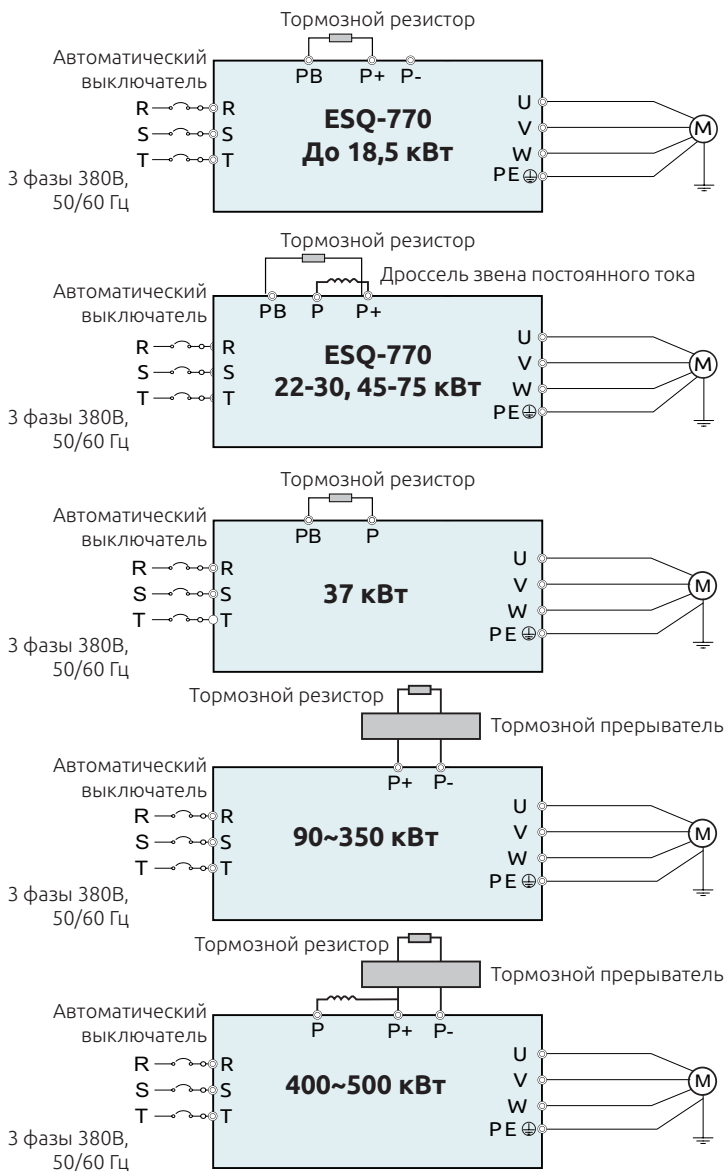 Тормозной резистор
Автоматический
выключатель
PB P+ P-
R R
S S
T T
ESQ-770
До 18,5 кВт
U
V
W
PE
M
3 фазы 380В,
50/60 Гц
Тормозной резистор
Дроссель звена постоянного тока
Автоматический
выключатель
PB P P+
R R
S S
T T
ESQ-770
22-30, 45-75 кВт
U
V
W
PE
M
3 фазы 380В,
50/60 Гц
Тормозной резистор
Автоматический
выключатель
PB P
R R
S S
T T
37 кВт
U
V
W
PE
M
3 фазы 380В,
50/60 Гц
Тормозной резистор
Тормозной прерыватель
Автоматический
выключатель
P+ P-
R R
S S
T T
90~350 кВт
U
V
W
PE
M
3 фазы 380В,
50/60 Гц
Тормозной резистор
Тормозной прерыватель
Автоматический
выключатель
P P+ P-
R R
S S
T T
400~500 кВт
U
V
W
PE
M
3 фазы 380В,
50/60 Гц